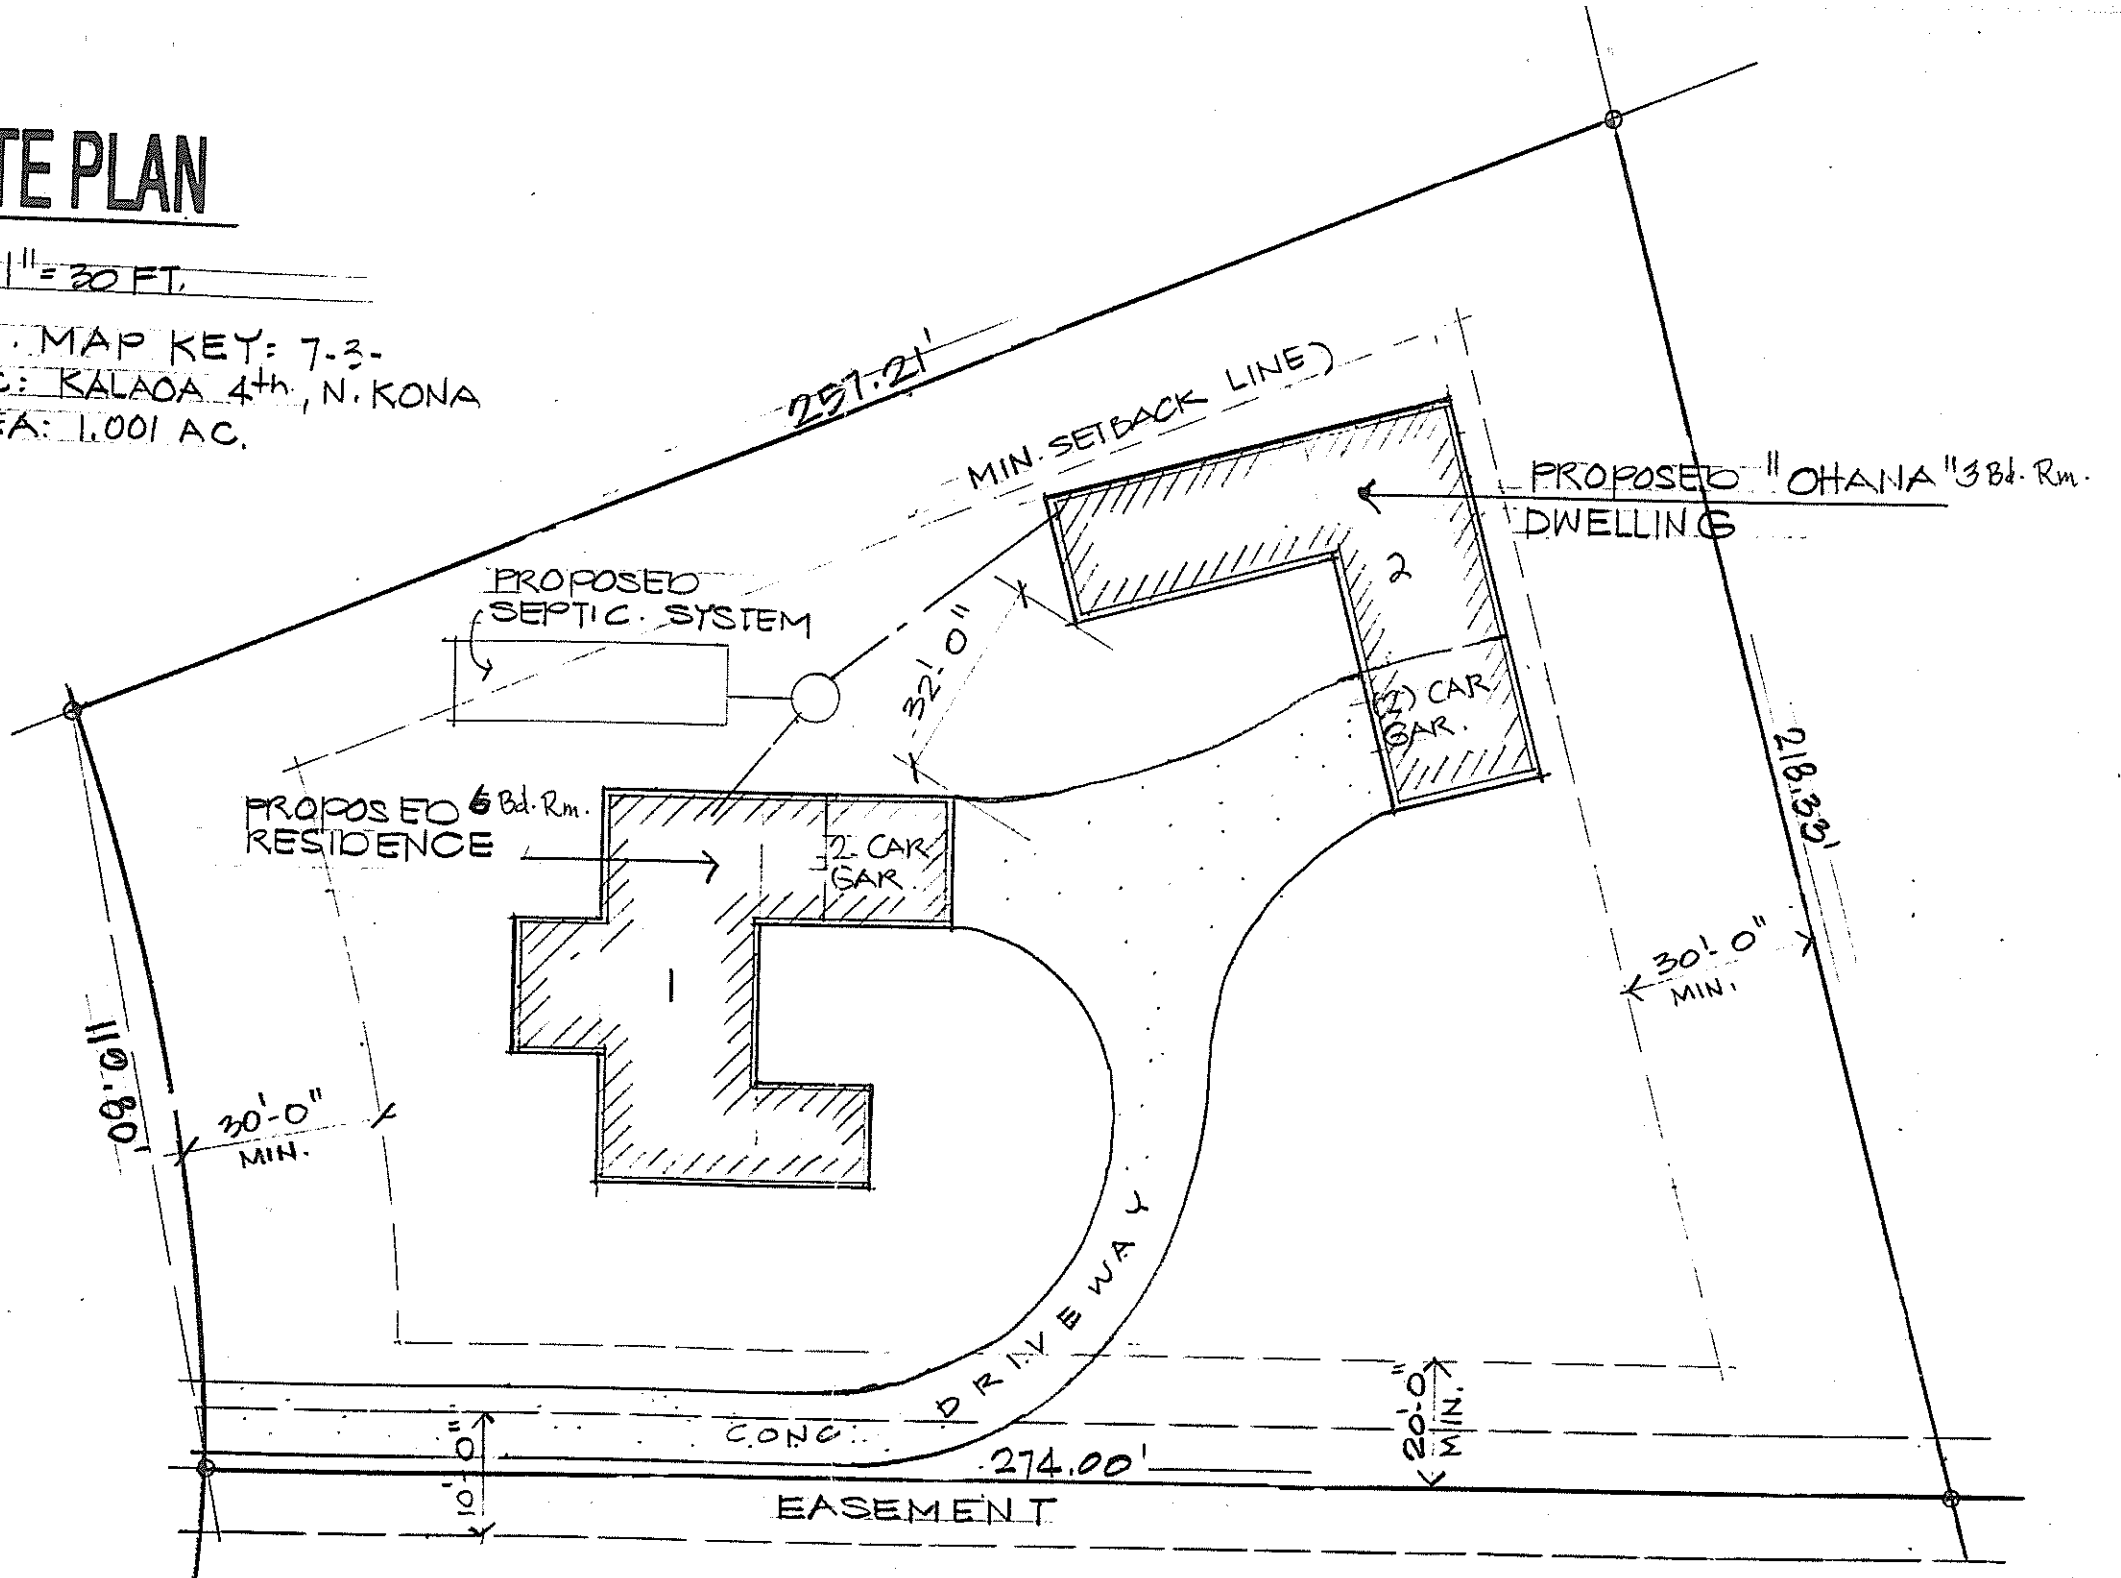 TE PLAN
1" = 30 FT.
. MAP KEY: 7-3-
C: KALAOA 4th, N. KONA
EA: 1.001 AC.
257.21'
MIN. SETBACK LINE)
PROPOSED "OHANA" 3 Bd. Rm.
DWELLING
2
(2) CAR
GAR.
PROPOSED
SEPTIC. SYSTEM
32'-0"
218.33'
PROPOSED 6 Bd. Rm.
RESIDENCE
2 CAR
GAR.
1
30'-0"
MIN.
119.80'
30'-0"
MIN.
DRIVEWAY
CONC.
20'-0"
MIN.
10'-0"
274.00'
EASEMENT